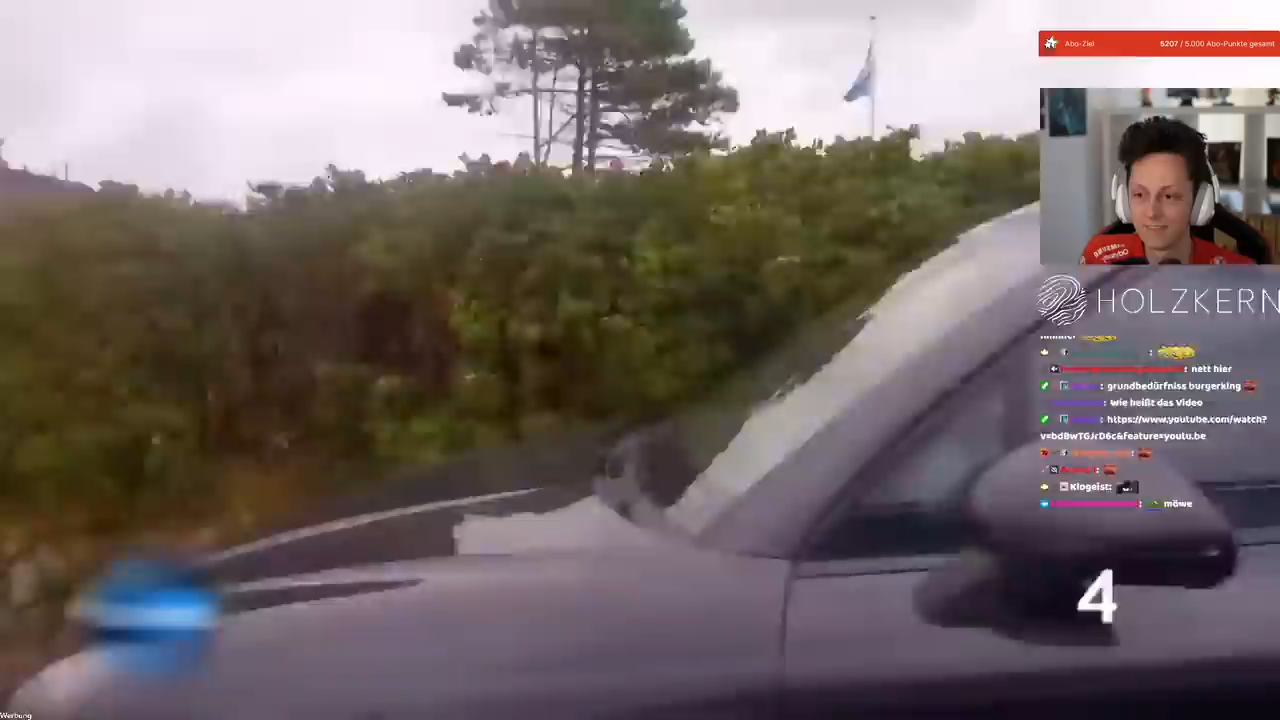 Abo-Ziel 5207 / 5.000 Abo-Punkte gesamt
HOLZKERN
: nett hier
: grundbedürfniss burgerking
: wie heißt das Video
: https://www.youtube.com/watch?
v=bdBwTGJrD6c&feature=youtu.be
Klogeist:
: möwe
4
Werbung